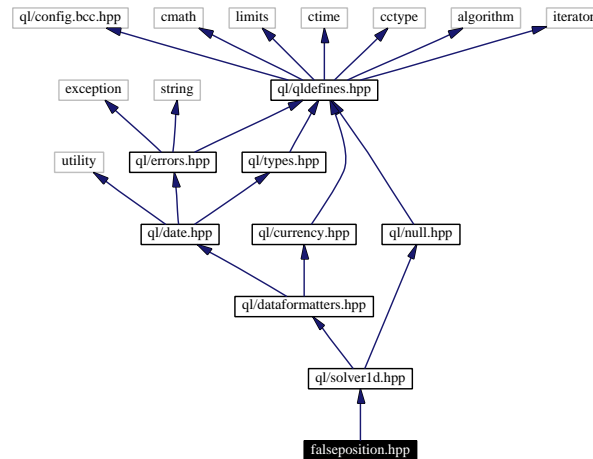 ql/config.bcc.hpp
cmath
limits
ctime
cctype
algorithm
iterator
exception
string
ql/qldefines.hpp
utility
ql/errors.hpp
ql/types.hpp
ql/date.hpp
ql/currency.hpp
ql/null.hpp
ql/dataformatters.hpp
ql/solver1d.hpp
falseposition.hpp